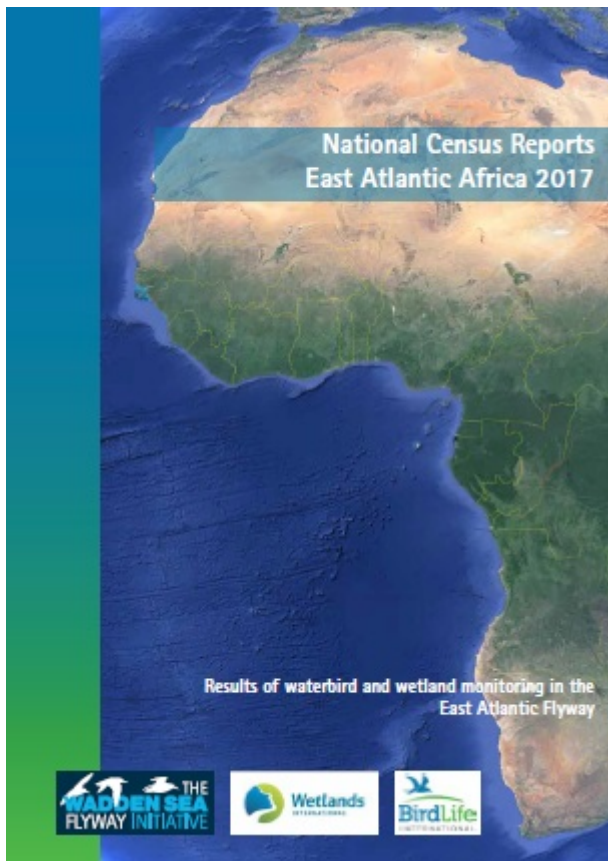 National Census Reports
East Atlantic Africa 2017
Results of waterbird and wetland monitoring in the
East Atlantic Flyway
THE
WADDEN SEA
FLYWAY INITIATIVE
Wetlands
INTERNATIONAL
BirdLife
INTERNATIONAL